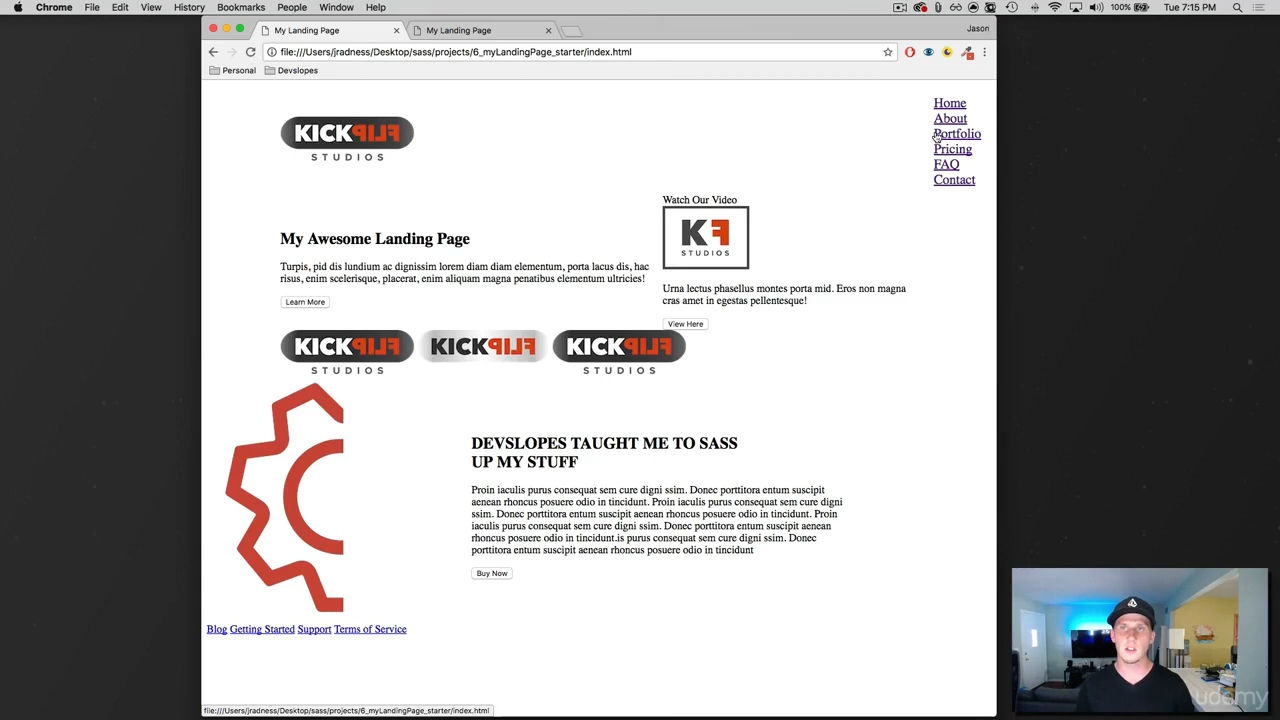 Chrome File Edit View History Bookmarks People Window Help 100% Tue 7:15 PM
My Landing Page
My Landing Page
Jason
file:///Users/jradness/Desktop/sass/projects/6_myLandingPage_starter/index.html
Personal Devslopes
Home
About
Portfolio
Pricing
FAQ
Contact
KICKFLIP
STUDIOS
Watch Our Video
KF
STUDIOS
My Awesome Landing Page
Turpis, pid dis lundium ac dignissim lorem diam diam elementum, porta lacus dis, hac
risus, enim scelerisque, placerat, enim aliquam magna penatibus elementum ultricies!
Learn More
Urna lectus phasellus montes porta mid. Eros non magna
cras amet in egestas pellentesque!
View Here
KICKFLIP KICKFLIP KICKFLIP
STUDIOS STUDIOS
DEVSLOPES TAUGHT ME TO SASS
UP MY STUFF
Proin iaculis purus consequat sem cure digni ssim. Donec porttitora entum suscipit
aenean rhoncus posuere odio in tincidunt. Proin iaculis purus consequat sem cure digni
ssim. Donec porttitora entum suscipit aenean rhoncus posuere odio in tincidunt. Proin
iaculis purus consequat sem cure digni ssim. Donec porttitora entum suscipit aenean
rhoncus posuere odio in tincidunt.is purus consequat sem cure digni ssim. Donec
porttitora entum suscipit aenean rhoncus posuere odio in tincidunt
Buy Now
Blog Getting Started Support Terms of Service
file:///Users/jradness/Desktop/sass/projects/6_myLandingPage_starter/index.html
udemy